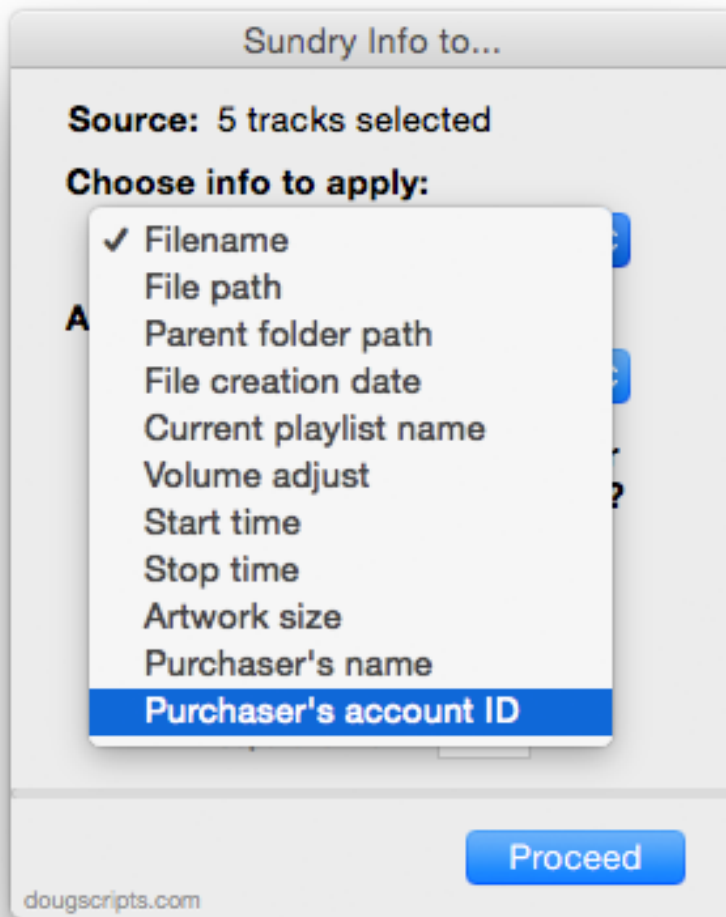 Sundry Info to...
Source: 5 tracks selected
Choose info to apply:
✓ Filename
File path
A
Parent folder path
File creation date
Current playlist name
Volume adjust
?
Start time
Stop time
Artwork size
Purchaser's name
Purchaser's account ID
Proceed
dougscripts.com